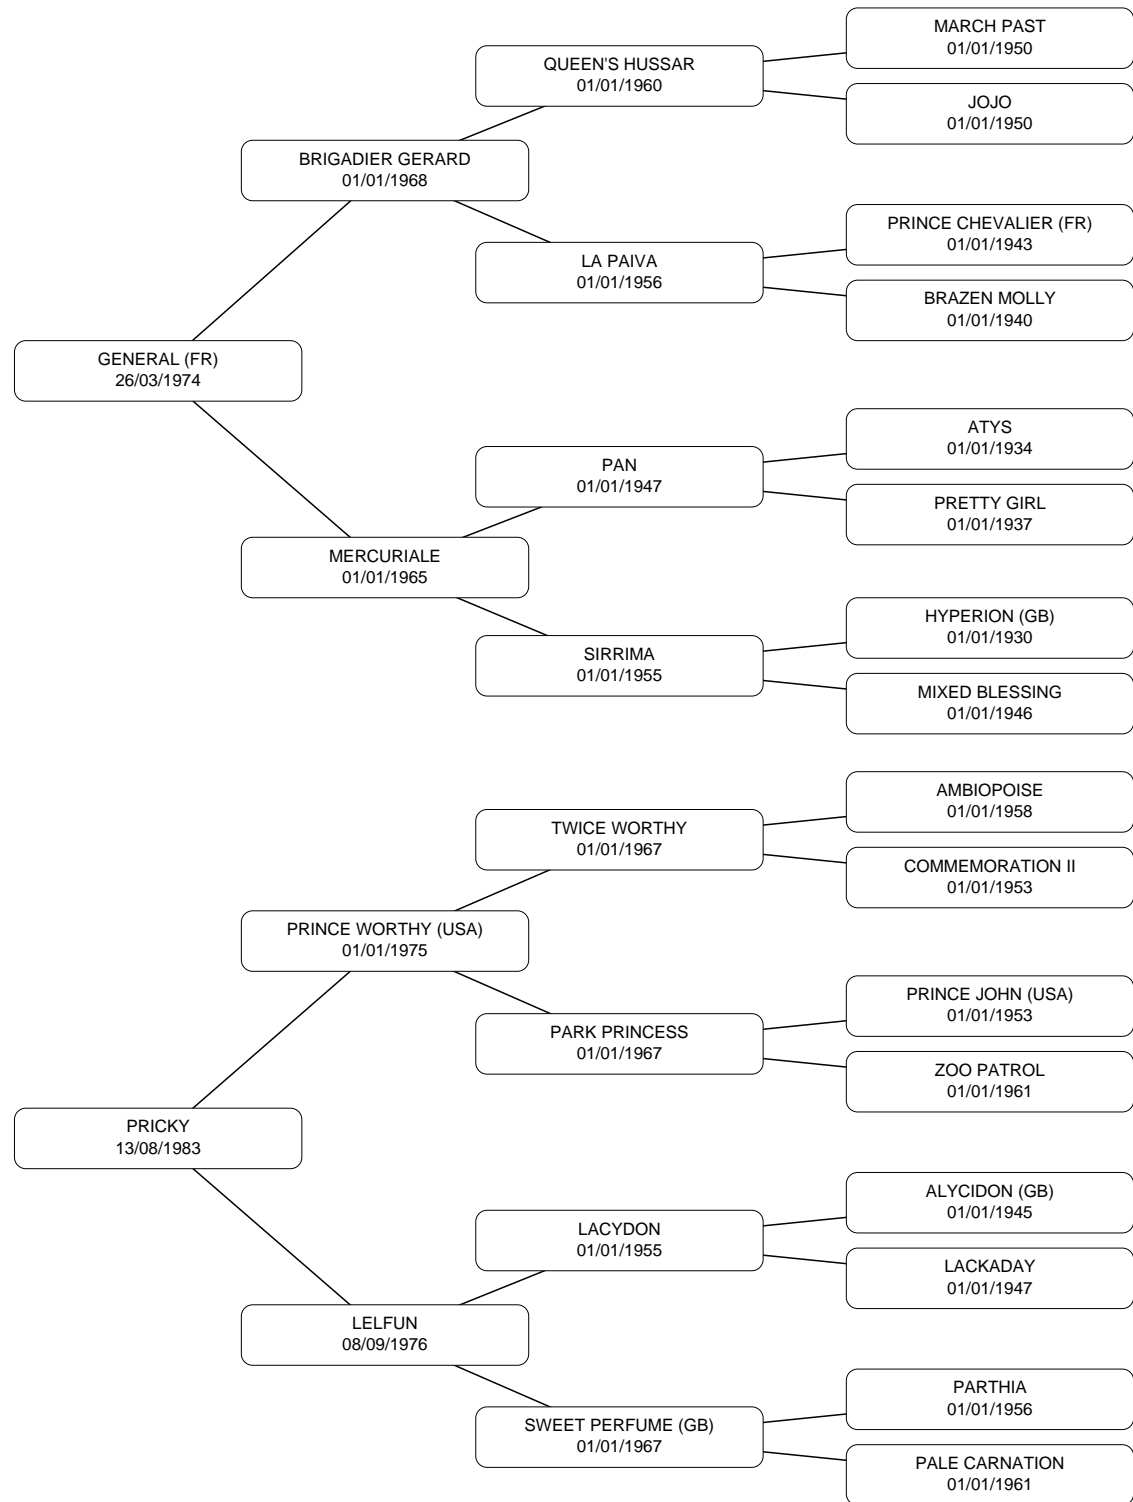 MARCH PAST
01/01/1950
QUEEN'S HUSSAR
01/01/1960
JOJO
01/01/1950
BRIGADIER GERARD
01/01/1968
PRINCE CHEVALIER (FR)
01/01/1943
LA PAIVA
01/01/1956
BRAZEN MOLLY
01/01/1940
GENERAL (FR)
26/03/1974
ATYS
01/01/1934
PAN
01/01/1947
PRETTY GIRL
01/01/1937
MERCURIALE
01/01/1965
HYPERION (GB)
01/01/1930
SIRRIMA
01/01/1955
MIXED BLESSING
01/01/1946
AMBIOPOISE
01/01/1958
TWICE WORTHY
01/01/1967
COMMEMORATION II
01/01/1953
PRINCE WORTHY (USA)
01/01/1975
PRINCE JOHN (USA)
01/01/1953
PARK PRINCESS
01/01/1967
ZOO PATROL
01/01/1961
PRICKY
13/08/1983
ALYCIDON (GB)
01/01/1945
LACYDON
01/01/1955
LACKADAY
01/01/1947
LELFUN
08/09/1976
PARTHIA
01/01/1956
SWEET PERFUME (GB)
01/01/1967
PALE CARNATION
01/01/1961